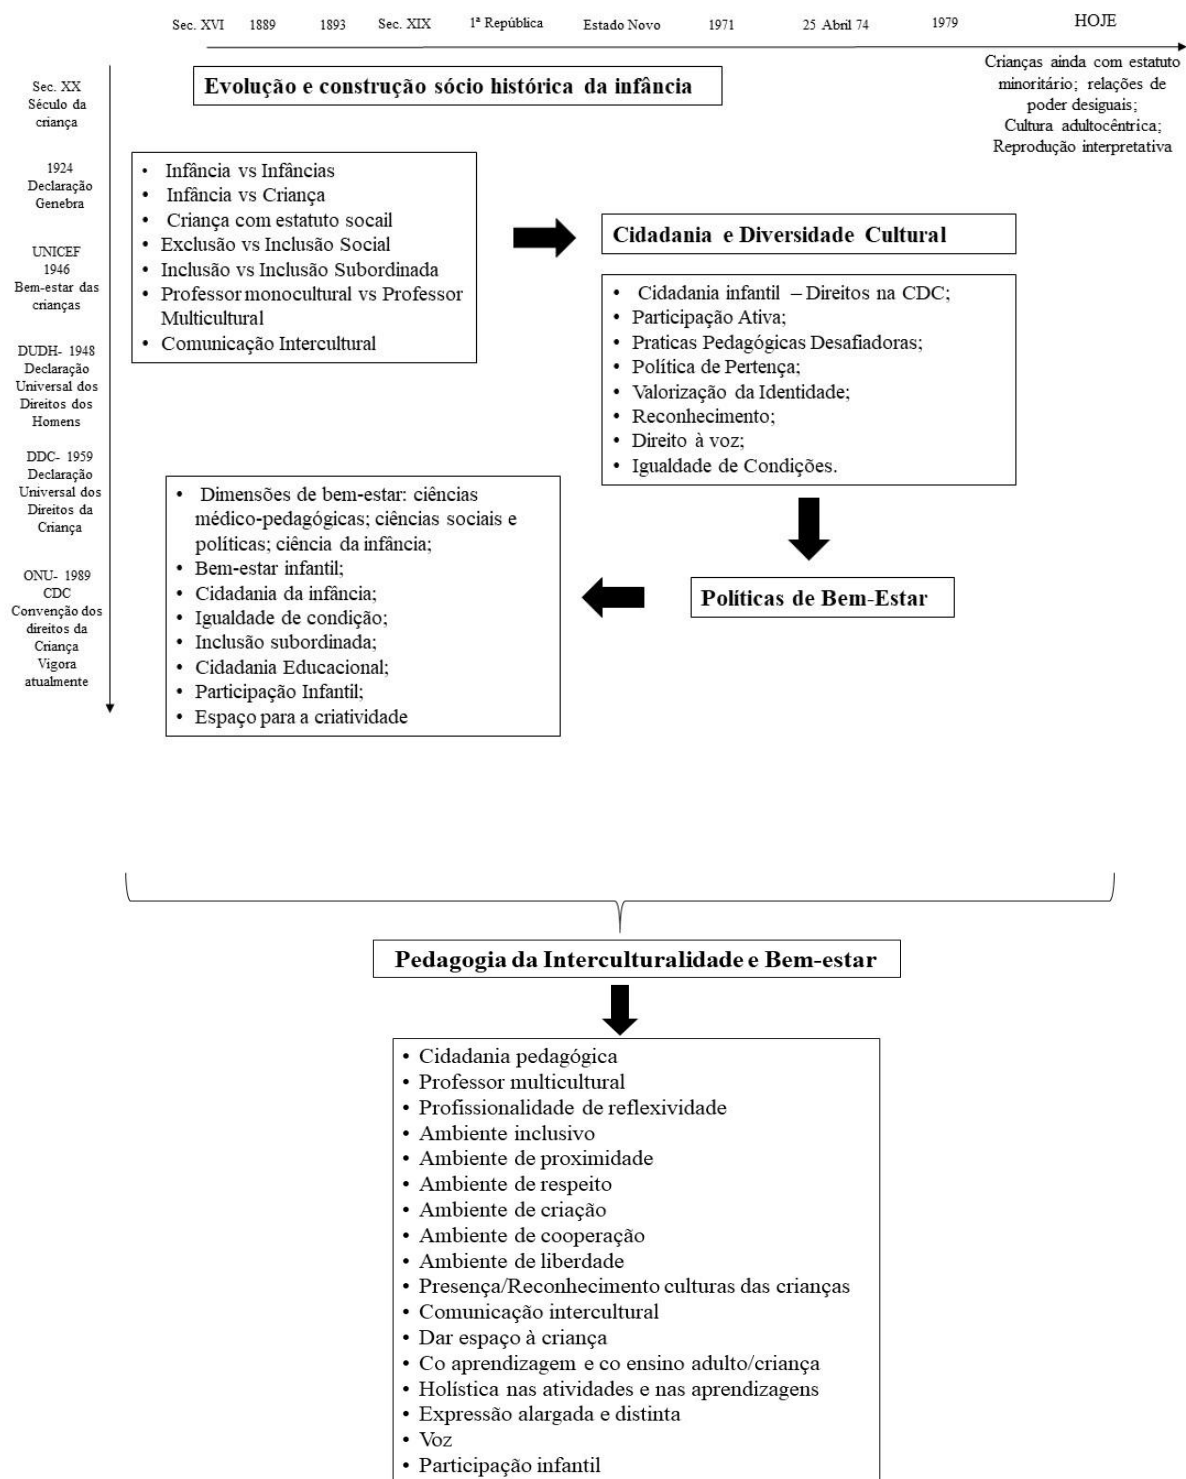 Sec. XVI 1889 1893 Sec. XIX 1ª República Estado Novo 1971 25 Abril 74 1979 HOJE
Crianças ainda com estatuto
minoritário; relações de
poder desiguais;
Cultura adultocêntrica;
Reprodução interpretativa
Sec. XX
Século da
criança
1924
Declaração
Genebra
UNICEF
1946
Bem-estar das
crianças
DUDH- 1948
Declaração
Universal dos
Direitos dos
Homens
DDC- 1959
Declaração
Universal dos
Direitos da
Criança
ONU- 1989
CDC
Convenção dos
direitos da
Criança
Vigora
atualmente
Evolução e construção sócio histórica da infância
• Infância vs Infâncias
• Infância vs Criança
• Criança com estatuto socail
• Exclusão vs Inclusão Social
• Inclusão vs Inclusão Subordinada
• Professor monocultural vs Professor
Multicultural
• Comunicação Intercultural
Cidadania e Diversidade Cultural
• Cidadania infantil – Direitos na CDC;
• Participação Ativa;
• Praticas Pedagógicas Desafiadoras;
• Política de Pertença;
• Valorização da Identidade;
• Reconhecimento;
• Direito à voz;
• Igualdade de Condições.
Políticas de Bem-Estar
• Dimensões de bem-estar: ciências
médico-pedagógicas; ciências sociais e
políticas; ciência da infância;
• Bem-estar infantil;
• Cidadania da infância;
• Igualdade de condição;
• Inclusão subordinada;
• Cidadania Educacional;
• Participação Infantil;
• Espaço para a criatividade
Pedagogia da Interculturalidade e Bem-estar
• Cidadania pedagógica
• Professor multicultural
• Profissionalidade de reflexividade
• Ambiente inclusivo
• Ambiente de proximidade
• Ambiente de respeito
• Ambiente de criação
• Ambiente de cooperação
• Ambiente de liberdade
• Presença/Reconhecimento culturas das crianças
• Comunicação intercultural
• Dar espaço à criança
• Co aprendizagem e co ensino adulto/criança
• Holística nas atividades e nas aprendizagens
• Expressão alargada e distinta
• Voz
• Participação infantil